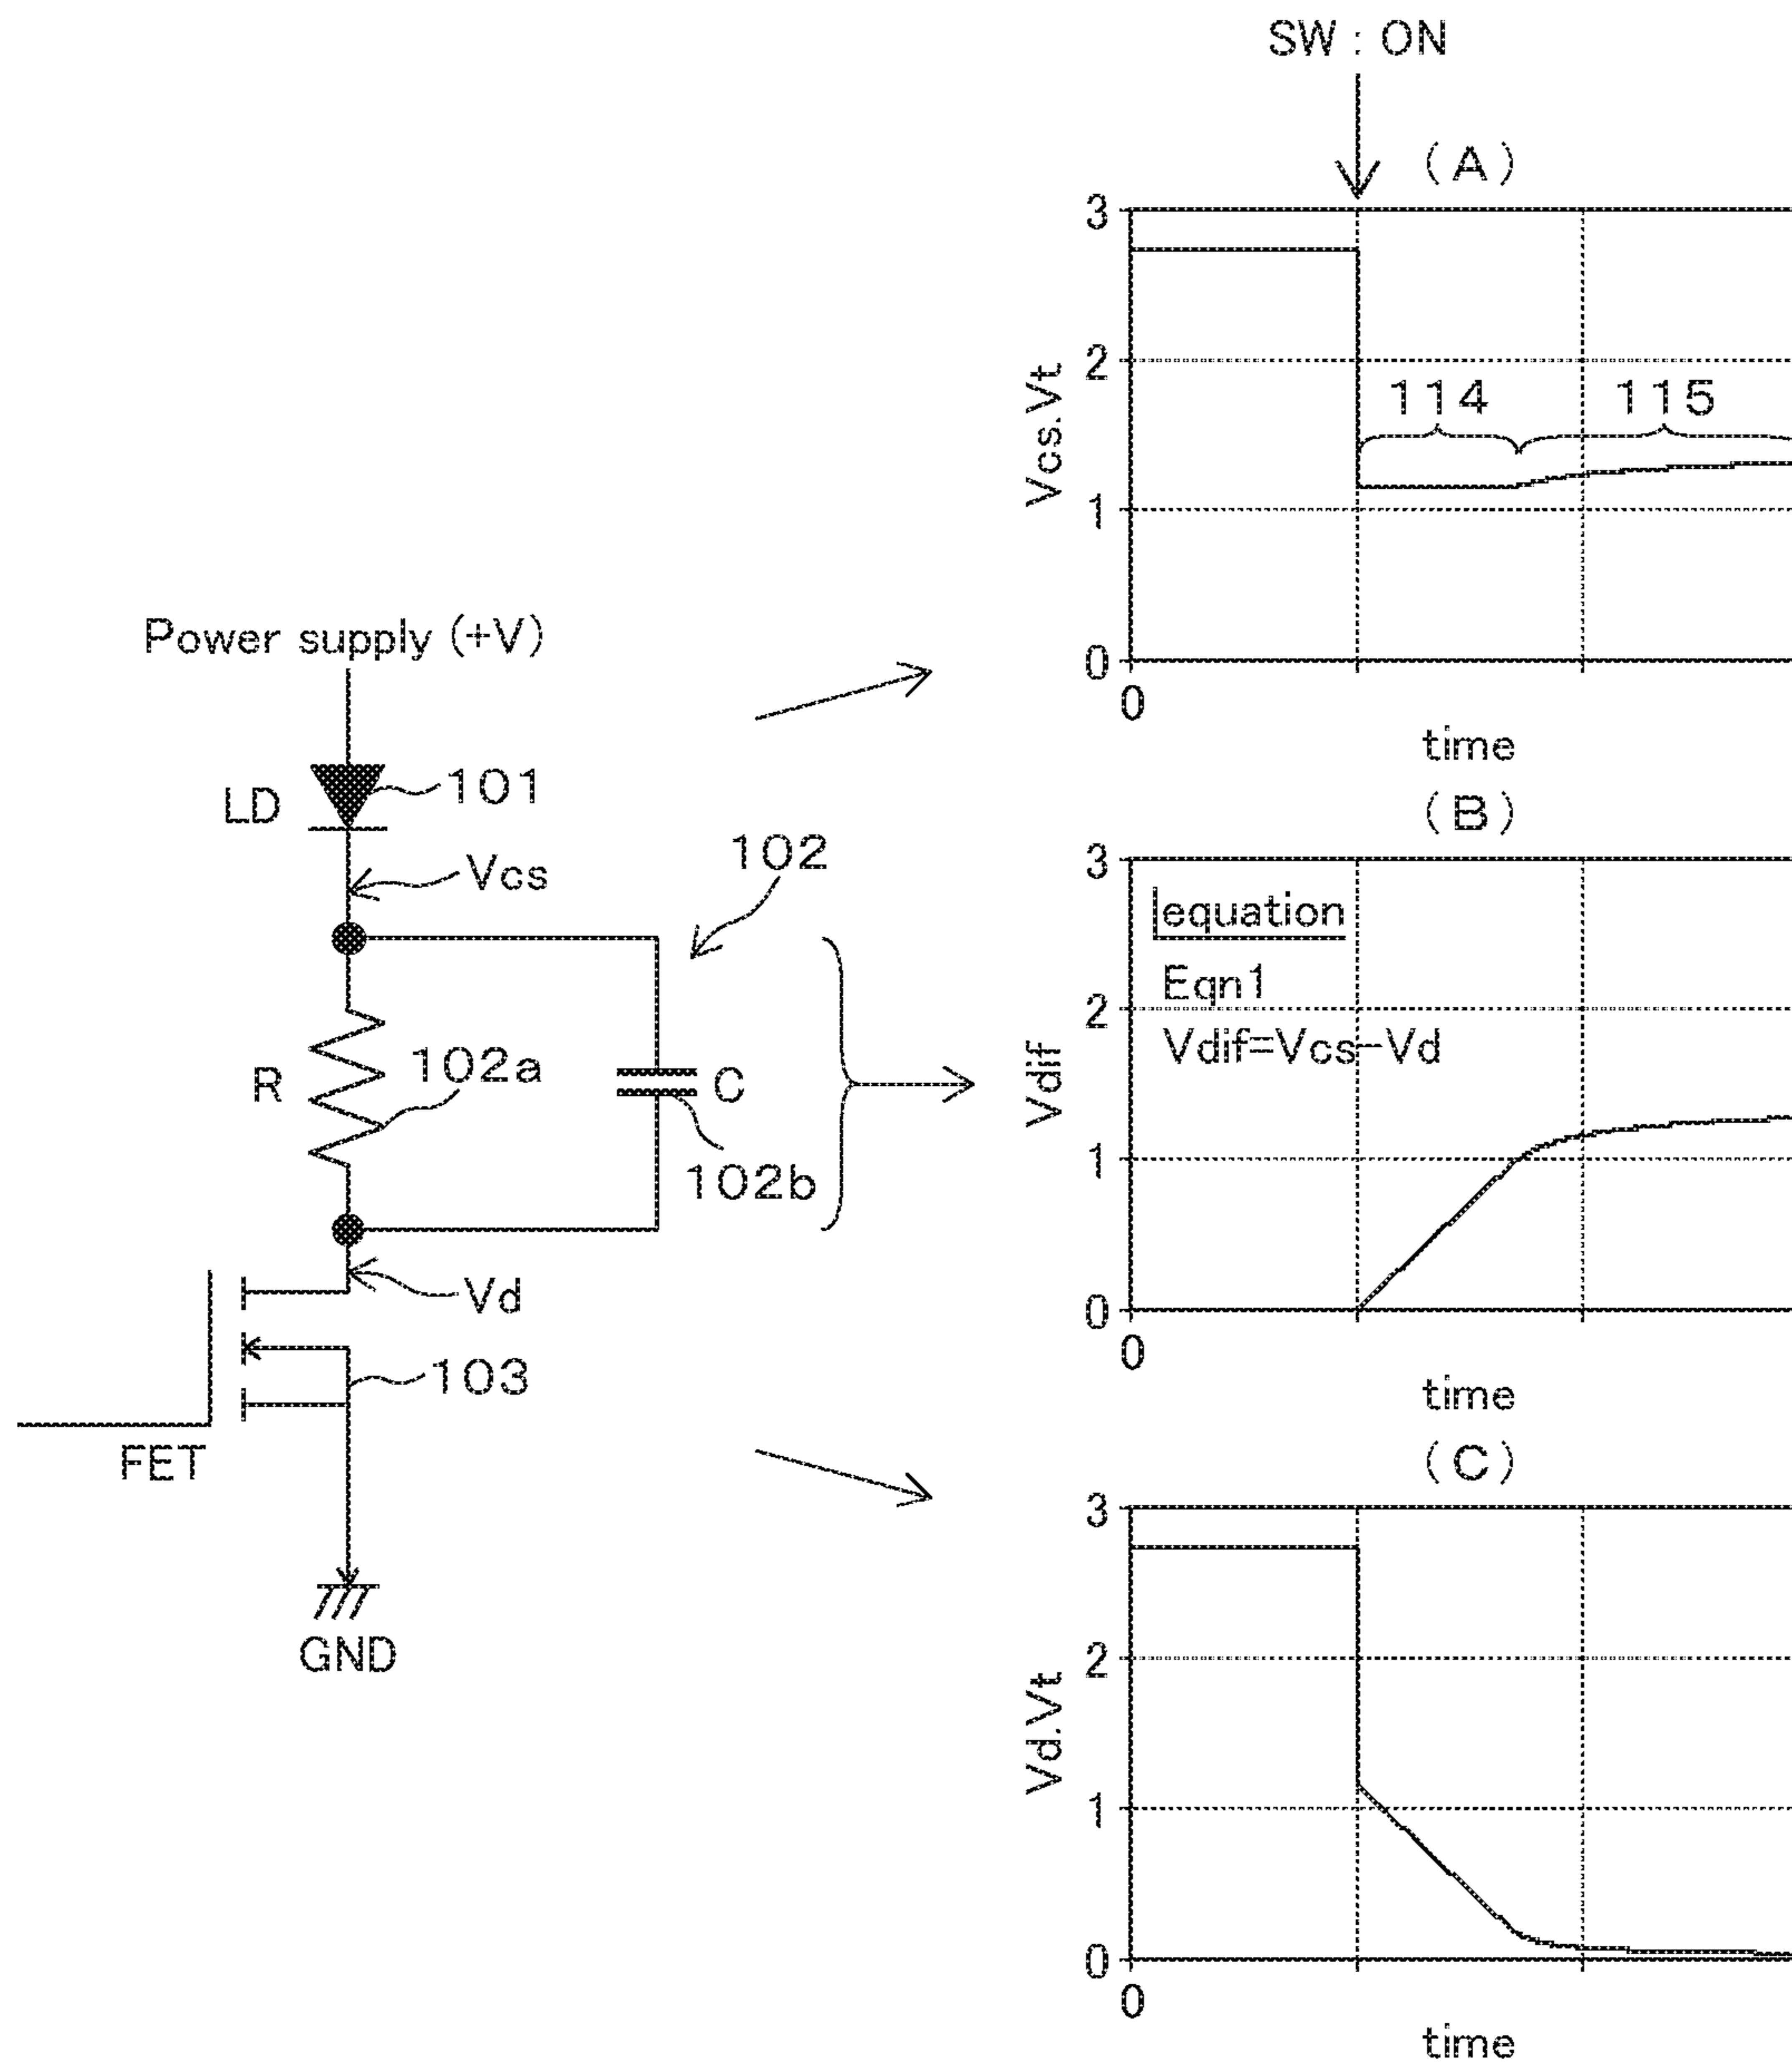 SW : ON
(A)
3
2
1
0
0
Vcs.Vt
114
115
time
Power supply (+V)
LD
101
Vcs
102
R
102a
C
102b
Vd
103
FET
GND
(B)
3
2
1
0
0
Vdif
equation
Eqn1
Vdif=Vcs-Vd
time
(C)
3
2
1
0
0
Vd.Vt
time